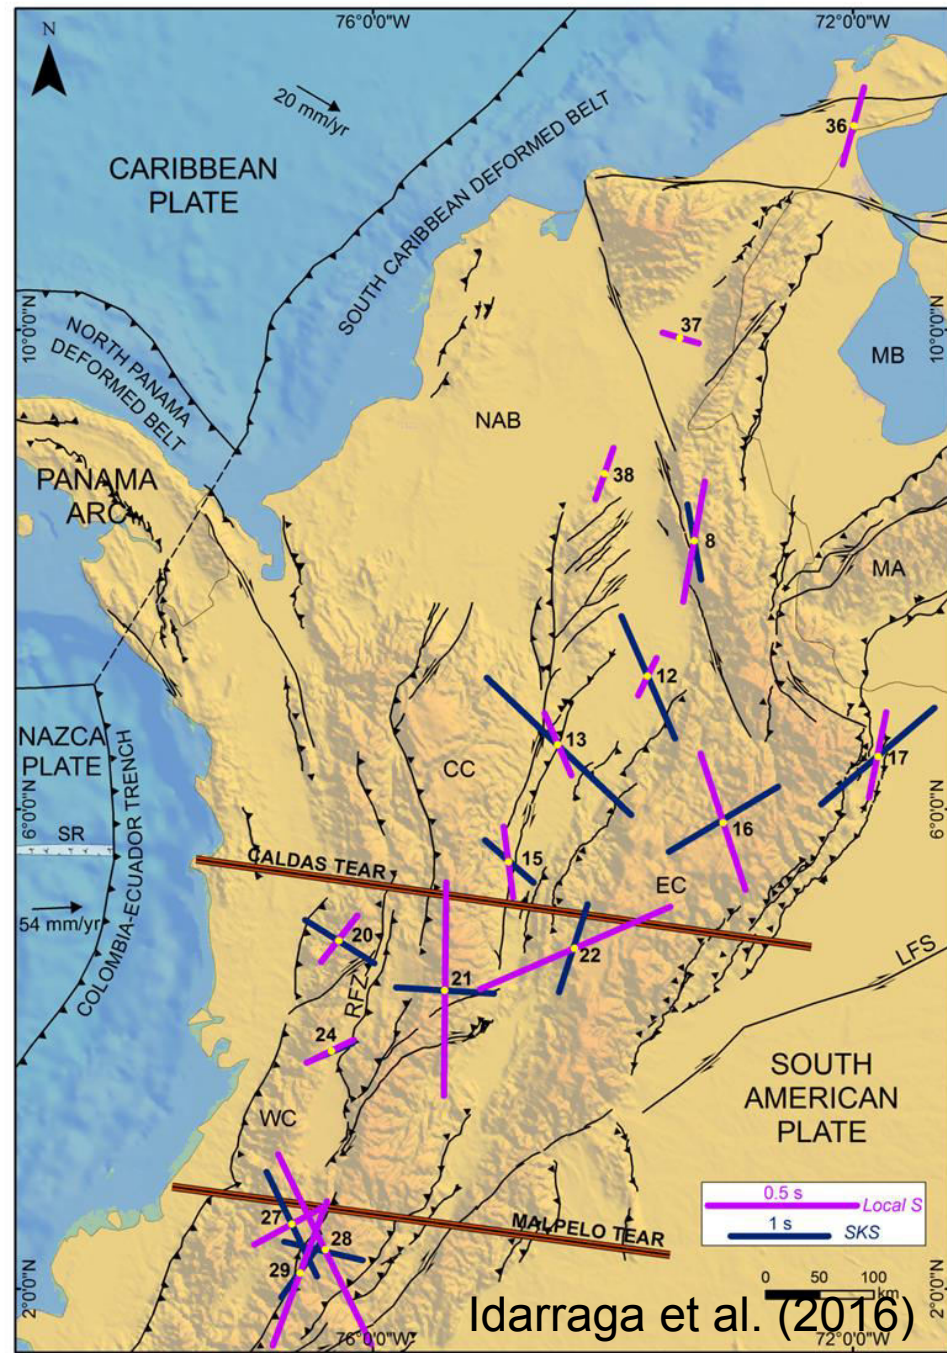 76°0'0"W
72°0'0"W
N
20 mm/yr
CARIBBEAN
PLATE
SOUTH CARIBBEAN DEFORMED BELT
36
10°0'0"N
10°0'0"N
NORTH PANAMA
DEFORMED BELT
37
MB
NAB
PANAMA
ARC
38
8
MA
12
NAZCA
PLATE
13
17
CC
6°0'0"N
6°0'0"N
SR
16
COLOMBIA-ECUADOR TRENCH
15
CALDAS TEAR
EC
54 mm/yr
20
22
LFS
21
RFZ
24
SOUTH
AMERICAN
PLATE
WC
0.5 s
Local S
1 s
SKS
27
MALPELO TEAR
28
29
0 50 100
km
2°0'0"N
2°0'0"N
Idarraga et al. (2016)
76°0'0"W
72°0'0"W